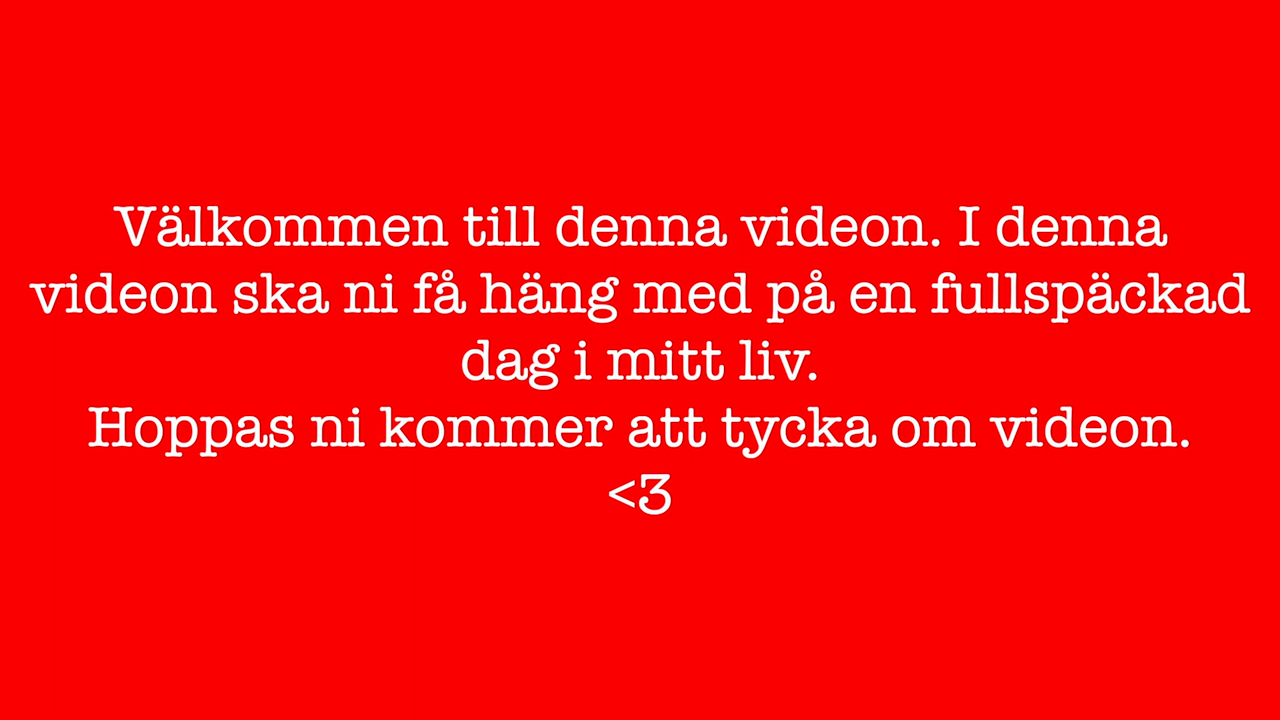 Välkommen till denna videon. I denna
videon ska ni få häng med på en fullspäckad
dag i mitt liv.
Hoppas ni kommer att tycka om videon.
<3